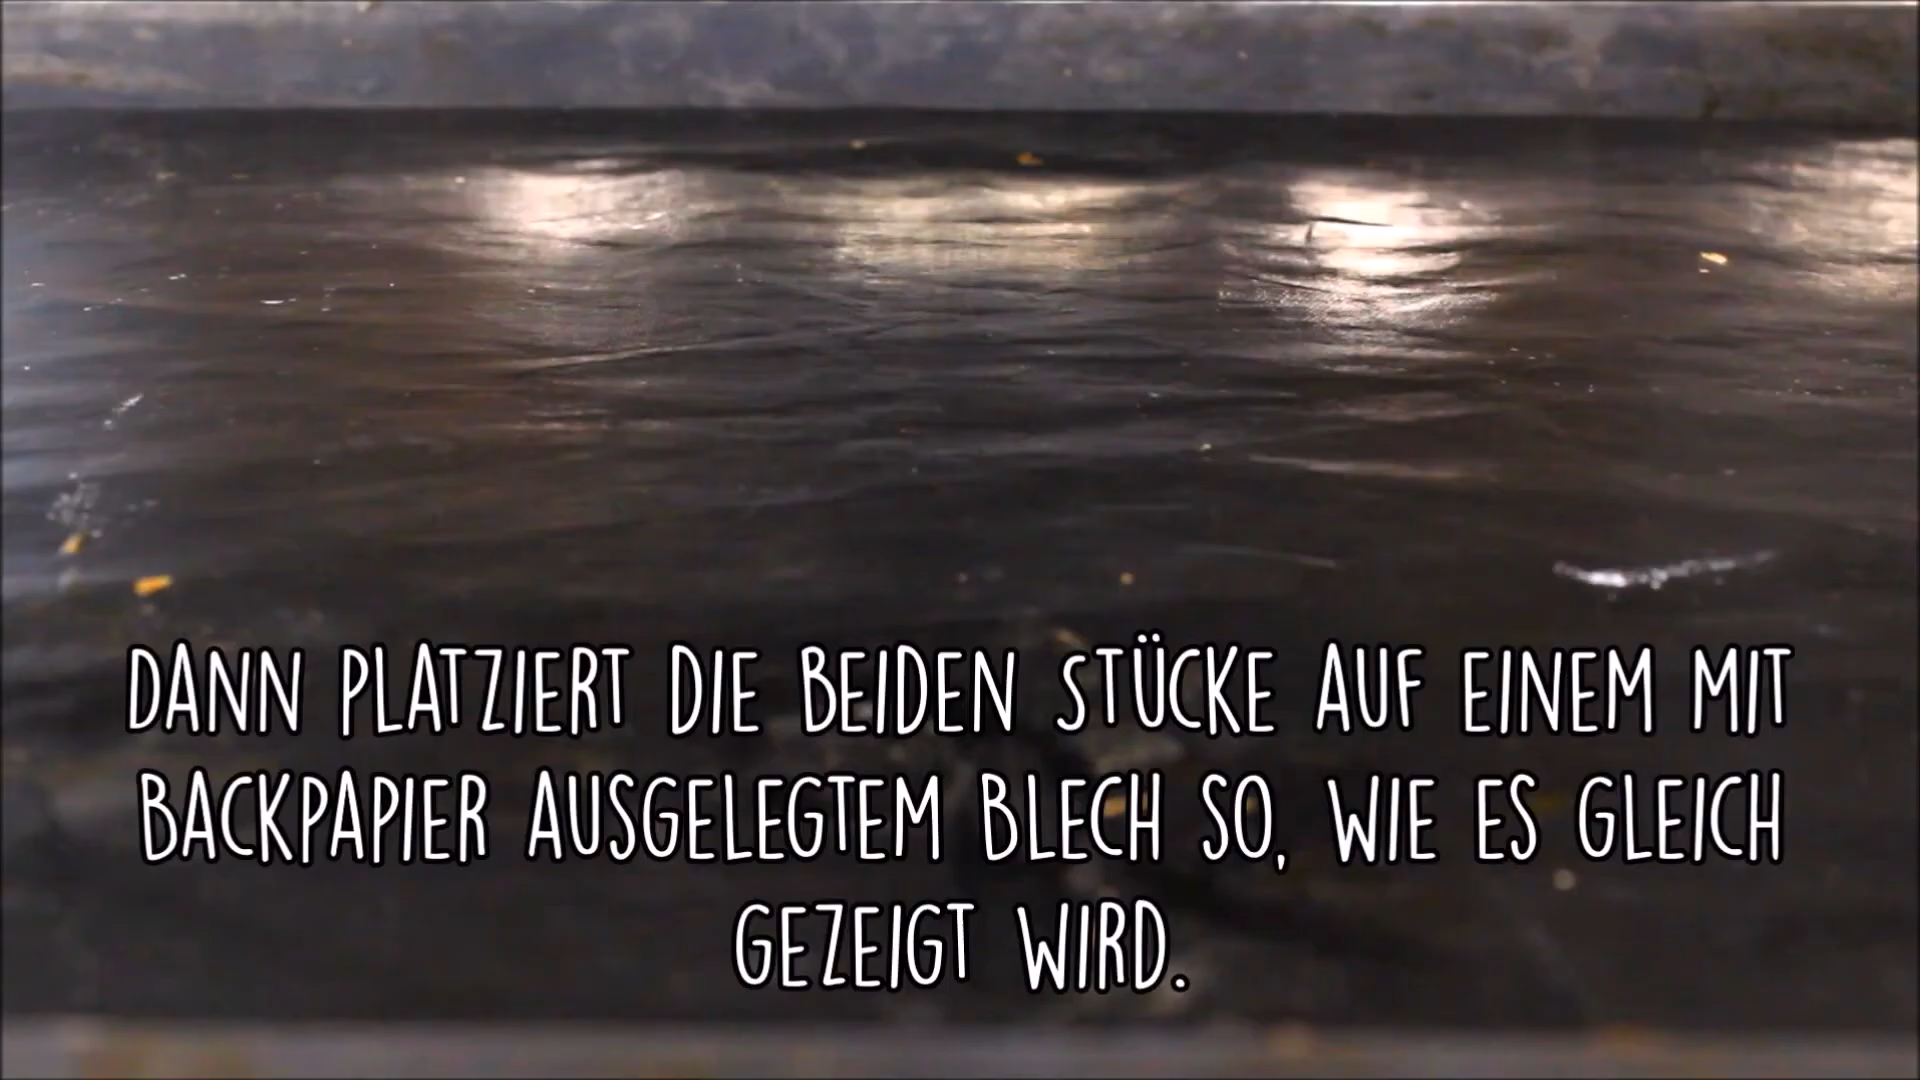 DANN PLATZIERT DIE BEIDEN STÜCKE AUF EINEM MIT
BACKPAPIER AUSGELEGTEM BLECH SO, WIE ES GLEICH
GEZEIGT WIRD.